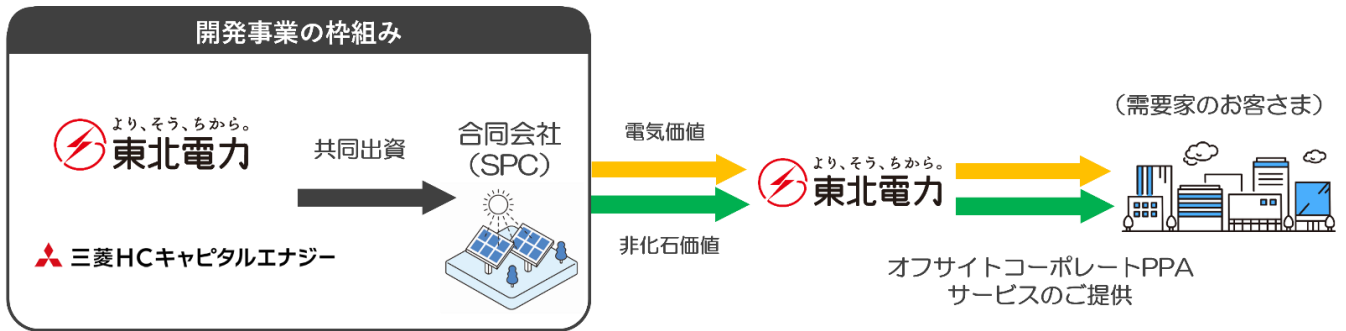 開発事業の枠組み
より、そう、ちから。
東北電力
三菱HCキャピタルエナジー
共同出資
合同会社
（SPC）
電気価値
非化石価値
より、そう、ちから。
東北電力
オフサイトコーポレートPPA
サービスのご提供
（需要家のお客さま）